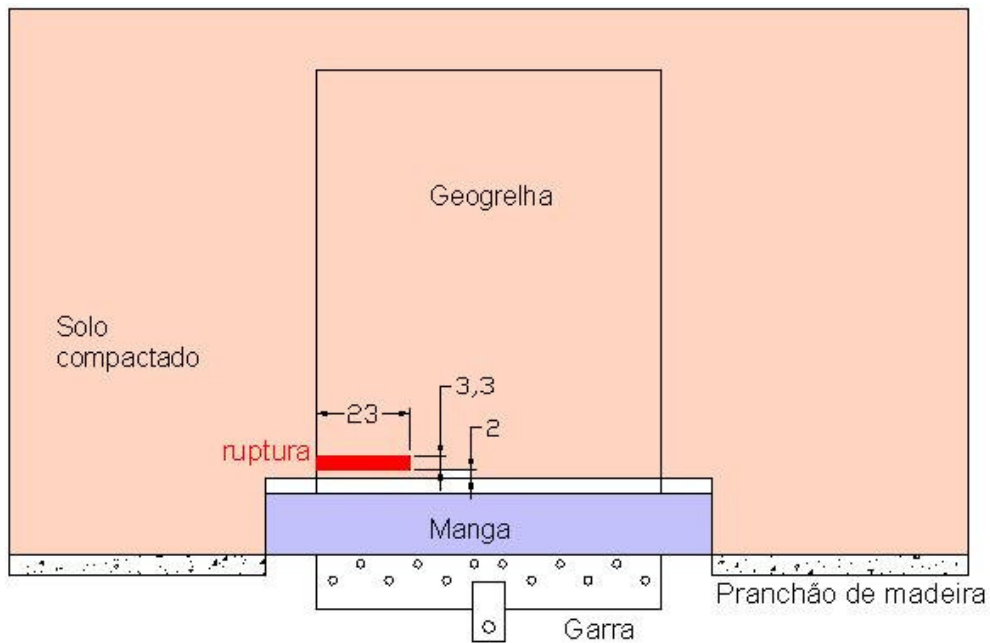 Geogrelha
Solo
compactado
3,3
23
2
ruptura
Manga
Pranchão de madeira
Garra